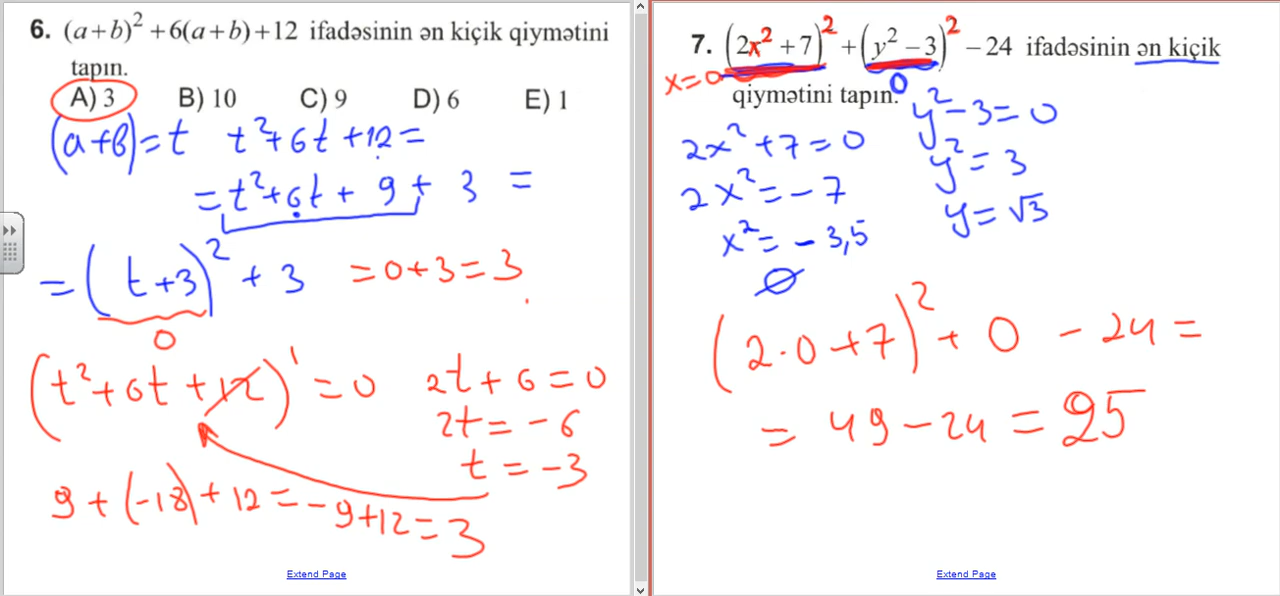 6. (a+b)² +6(a+b)+12 ifadəsinin ən kiçik qiymətini
tapın.
A) 3 B) 10 C) 9 D) 6 E) 1
(a+b)=t t²+6t+12=
=t²+6t+9+3=
=(t+3)²+3 =0+3=3
0
(t²+6t+12)'=0 2t+6=0
2t=-6
t=-3
9+(-18)+12=-9+12=3
Extend Page
7. (2x²+7)²+(y²-3)²-24 ifadəsinin ən kiçik
x=0 0
qiymətini tapın.
2x²+7=0 y²-3=0
2x²=-7 y²=3
x²=-3,5 y=√3
∅
(2·0+7)²+0-24=
=49-24=25
Extend Page